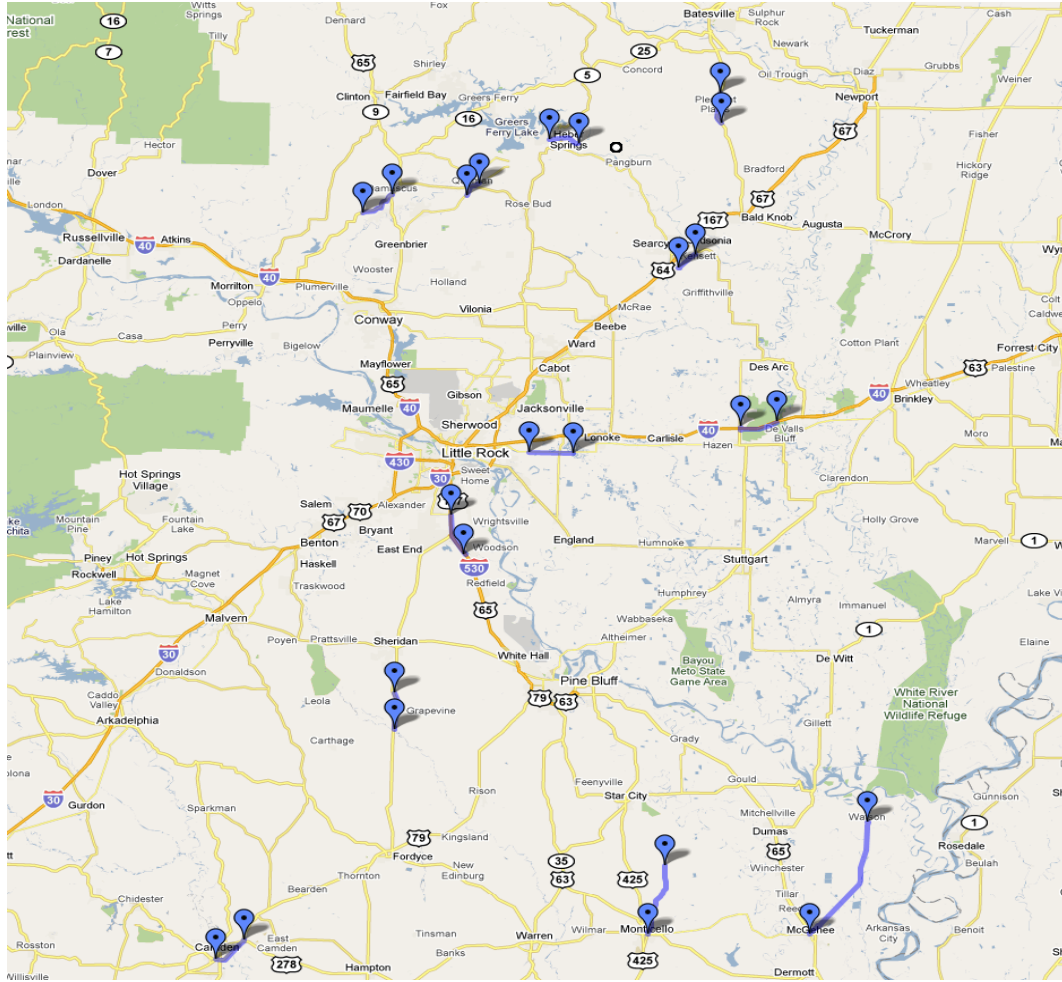 National
Forest
16
Witts
Springs
Tilly
7
Dennard
Fox
65
Shirley
Clinton
Fairfield Bay
9
16
Greers Ferry
Greers
Ferry Lake
5
25
Concord
Batesville
Sulphur
Rock
Newark
Cash
Tuckerman
Oil Trough
Diaz
Grubbs
Weiner
Newport
67
Fisher
Hector
Dover
Heber
Springs
Pangburn
Bradford
Hickory
Ridge
London
Russellville
Atkins
40
Dardanelle
Rose Bud
Greenbrier
67
167
Bald Knob
Augusta
McCrory
Searcy
Kensett
64
Griffithville
Wooster
Holland
40
Plumerville
Morrilton
Oppelo
Ola
Casa
Perry
Perryville
Bigelow
Vilonia
McRae
Beebe
Ward
Conway
Plainview
Mayflower
65
Cabot
Cotton Plant
Forrest City
63
Palestine
Wheatley
Brinkley
40
Des Arc
Gibson
Jacksonville
Maumelle
40
Sherwood
Lonoke
Carlisle
40
Hazen
De Valls
Bluff
Moro
Little Rock
430
30
Sweet
Home
Marianna
Clarendon
Hot Springs
Village
Salem
70
67
Alexander
Bryant
Benton
Haskell
Mountain
Pine
Fountain
Lake
Piney
Hot Springs
Rockwell
Magnet
Cove
Lake
Hamilton
East End
Wrightsville
Woodson
530
Redfield
England
Humnoke
Stuttgart
Holly Grove
Marvell
1
Traskwood
Malvern
Poyen
Prattsville
Sheridan
65
White Hall
Humphrey
Wabbaseka
Altheimer
Almyra
Immanuel
1
Elaine
De Witt
30
Donaldson
Caddo
Valley
Arkadelphia
Leola
Grapevine
Carthage
Pine Bluff
79
63
Bayou
Meto State
Game Area
White River
National
Wildlife Refuge
Gillett
Grady
30
Gurdon
Sparkman
Rison
Feenyville
Gould
Star City
Mitchellville
Dumas
65
Gunnison
1
Rosedale
Beulah
79
Kingsland
Fordyce
New
Edinburg
35
63
425
Winchester
Tillar
Thornton
Bearden
Chidester
East
Camden
Camden
Tinsman
Banks
Warren
Wilmar
Monticello
McGehee
Arkansas
City
Benoit
Rosston
Willisville
278
Hampton
425
Dermott